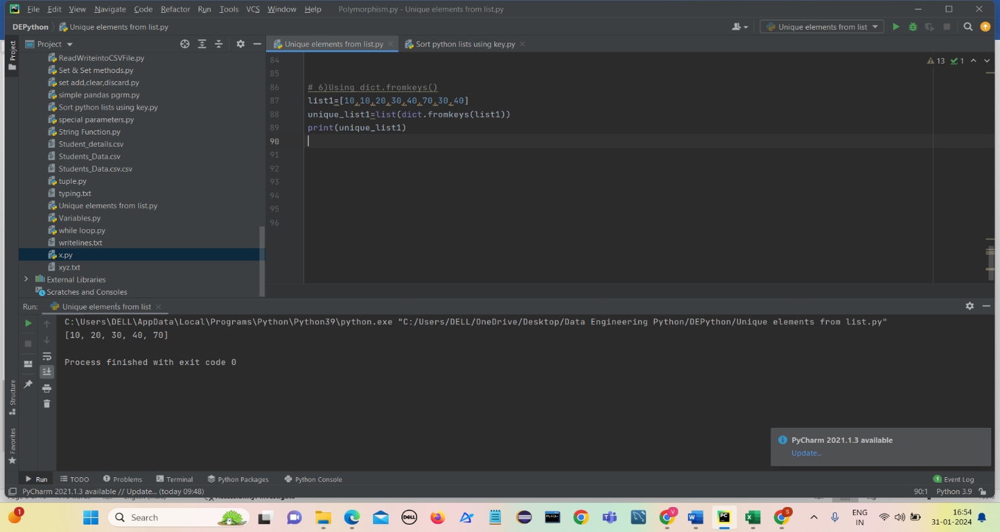 File Edit View Navigate Code Refactor Run Tools VCS Window Help Polymorphism.py - Unique elements from list.py
DEPython Unique elements from list.py Unique elements from list
Project Project Unique elements from list.py Sort python lists using key.py
ReadWriteintoCSVFile.py
Set & Set methods.py
set add,clear,discard.py
simple pandas pgrm.py
Sort python lists using key.py
special parameters.py
String Function.py
Student_details.csv
Students_Data.csv
Students_Data.csv.csv
tuple.py
typing.txt
Unique elements from list.py
Variables.py
while loop.py
writelines.txt
x.py
xyz.txt
External Libraries
Scratches and Consoles
84 13 1
85
86 # 6)Using dict.fromkeys()
87 list1=[10,10,20,30,40,70,30,40]
88 unique_list1=list(dict.fromkeys(list1))
89 print(unique_list1)
90
91
92
93
94
95
96
Run: Unique elements from list
C:\Users\DELL\AppData\Local\Programs\Python\Python39\python.exe "C:/Users/DELL/OneDrive/Desktop/Data Engineering Python/DEPython/Unique elements from list.py"
[10, 20, 30, 40, 70]
Process finished with exit code 0
Structure
Favorites
PyCharm 2021.1.3 available
Update...
Run TODO Problems Terminal Python Packages Python Console 1 Event Log
PyCharm 2021.1.3 available // Update... (today 09:48) 90:1 Python 3.9
1 Search DELL MySQL V W PC X S ENG 16:54
IN 31-01-2024